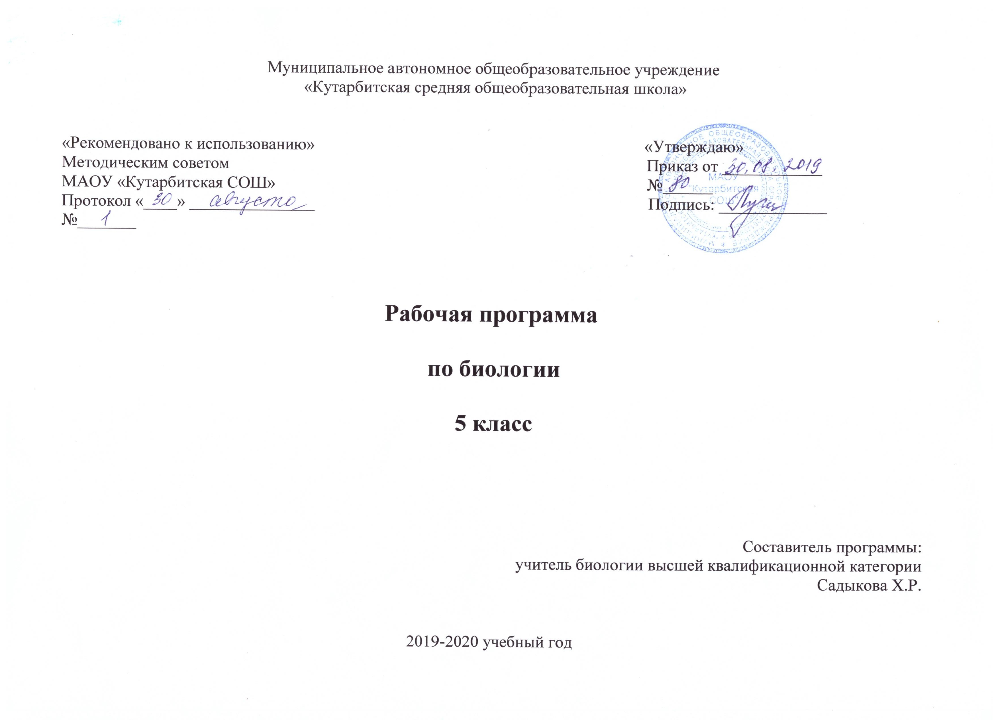 Муниципальное автономное общеобразовательное учреждение
«Кутарбитская средняя общеобразовательная школа»
«Рекомендовано к использованию»
Методическим советом
МАОУ «Кутарбитская СОШ»
Протокол «30» августа
№ 1
«Утверждаю»
Приказ от 30.08.2019
№ 80
Подпись:
МАОУ
"Кутарбитская
СОШ"
Рабочая программа
по биологии
5 класс
Составитель программы:
учитель биологии высшей квалификационной категории
Садыкова Х.Р.
2019-2020 учебный год